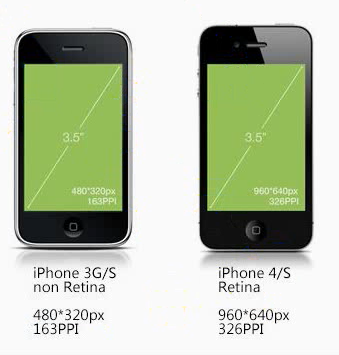 3.5"
480*320px
163PPI
3.5"
960*640px
326PPI
iPhone 3G/S
non Retina
480*320px
163PPI
iPhone 4/S
Retina
960*640px
326PPI